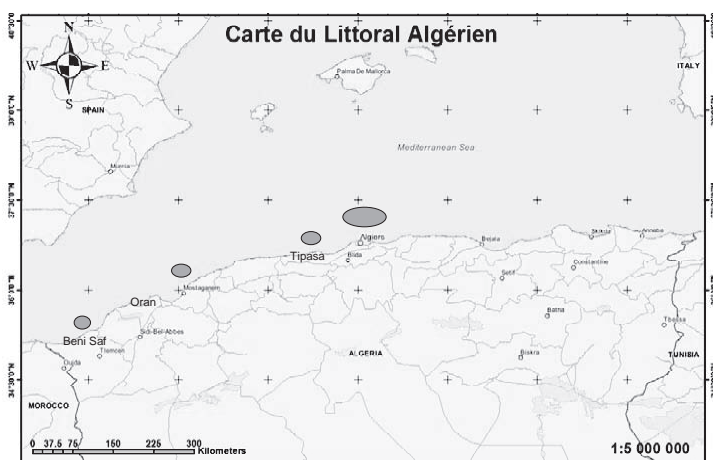 Carte du Littoral Algérien
N
W E
S
ITALY
SPAIN
Palma De Mallorca
Mediterranean Sea
Murcia
Algiers
Tipasa
Blida
Bejaia
Skikda
Annaba
Constantine
Setif
Mostaganem
Oran
Batna
Tbessa
Beni Saf
Sidi-Bel-Abbes
Tlemcen
Oujda
Biskra
ALGERIA
TUNISIA
MOROCCO
0 37,5 75 150 225 300
Kilometers
1:5 000 000